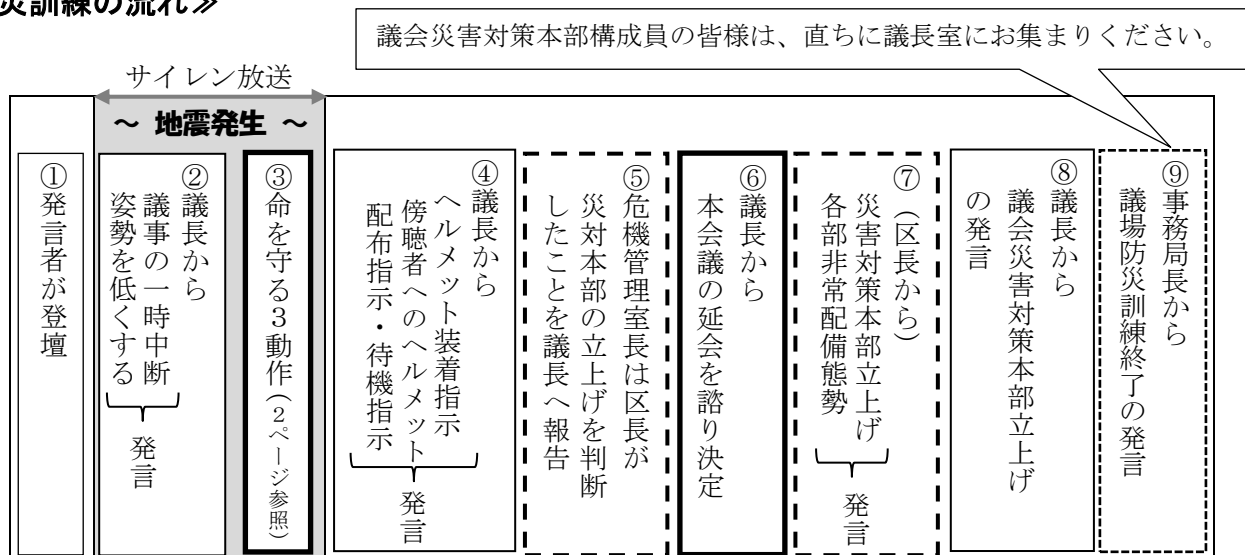 災訓練の流れ≫
議会災害対策本部構成員の皆様は、直ちに議長室にお集まりください。
サイレン放送
～ 地震発生 ～
①発言者が登壇
②議長から
議事の一時中断
姿勢を低くする
発言
③命を守る３動作（２ページ参照）
④議長から
ヘルメット装着指示
傍聴者へのヘルメット
配布指示・待機指示
発言
⑤危機管理室長は区長が
災対本部の立上げを判断
したことを議長へ報告
⑥議長から
本会議の延会を諮り決定
⑦（区長から）
災害対策本部立上げ
各部非常配備態勢
発言
⑧議長から
議会災害対策本部立上げ
の発言
⑨事務局長から
議場防災訓練終了の発言